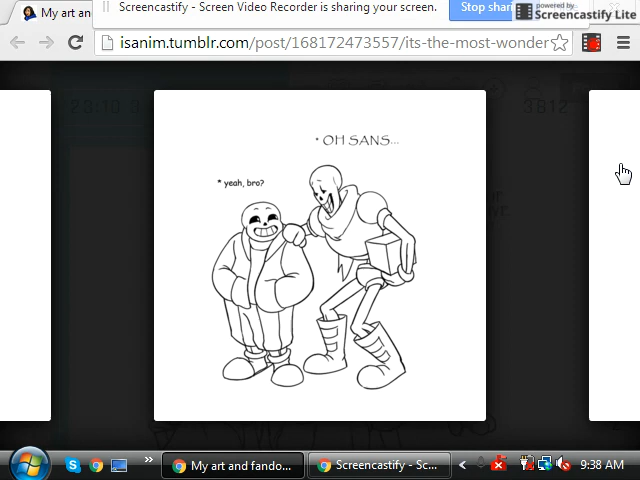 My art an
Screencastify - Screen Video Recorder is sharing your screen.
Stop shari
powered by
Screencastify Lite
isanim.tumblr.com/post/168172473557/its-the-most-wonder
* OH SANS...
* yeah, bro?
My art and fando...
Screencastify - Sc...
9:38 AM